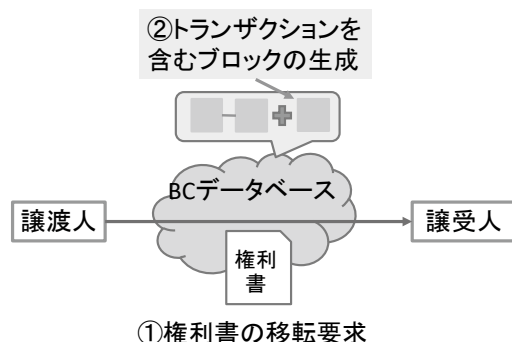 ②トランザクションを
含むブロックの生成
BCデータベース
譲渡人
譲受人
権利
書
①権利書の移転要求